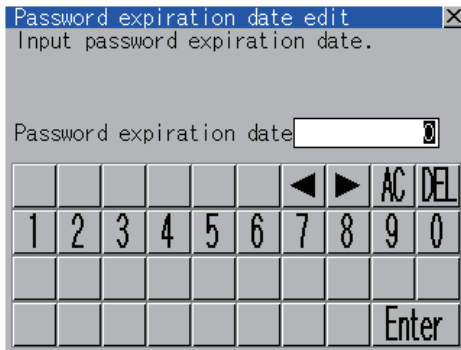 Password expiration date edit ×
Input password expiration date.
Password expiration date 0
◀ ▶ AC DEL
1 2 3 4 5 6 7 8 9 0
Enter